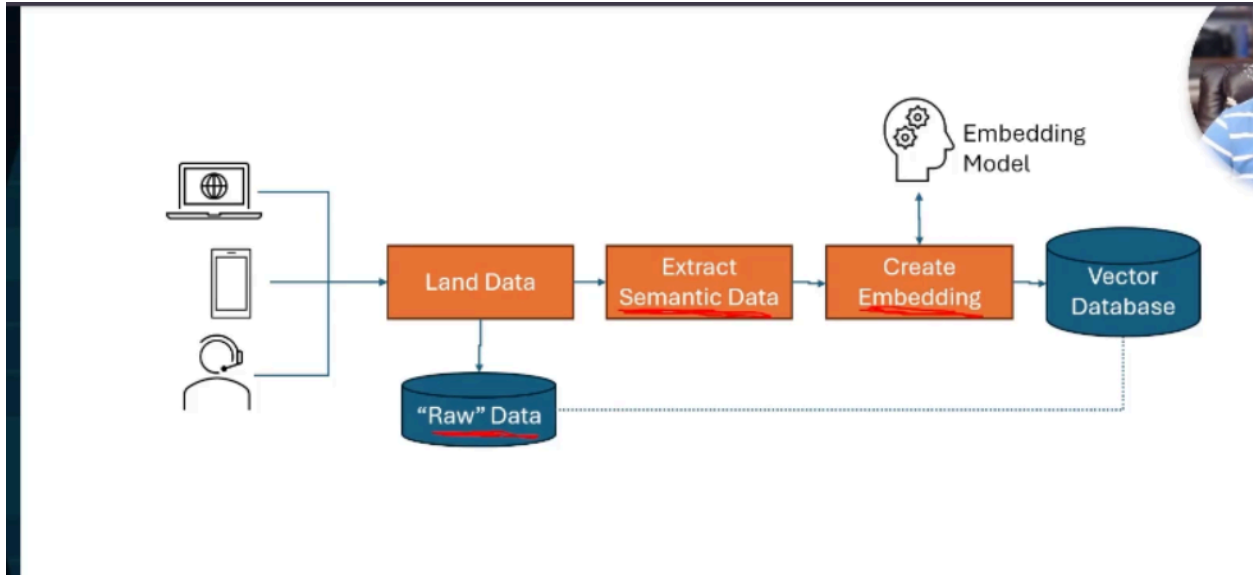 Embedding
Model
Land Data
Extract
Semantic Data
Create
Embedding
Vector
Database
“Raw” Data